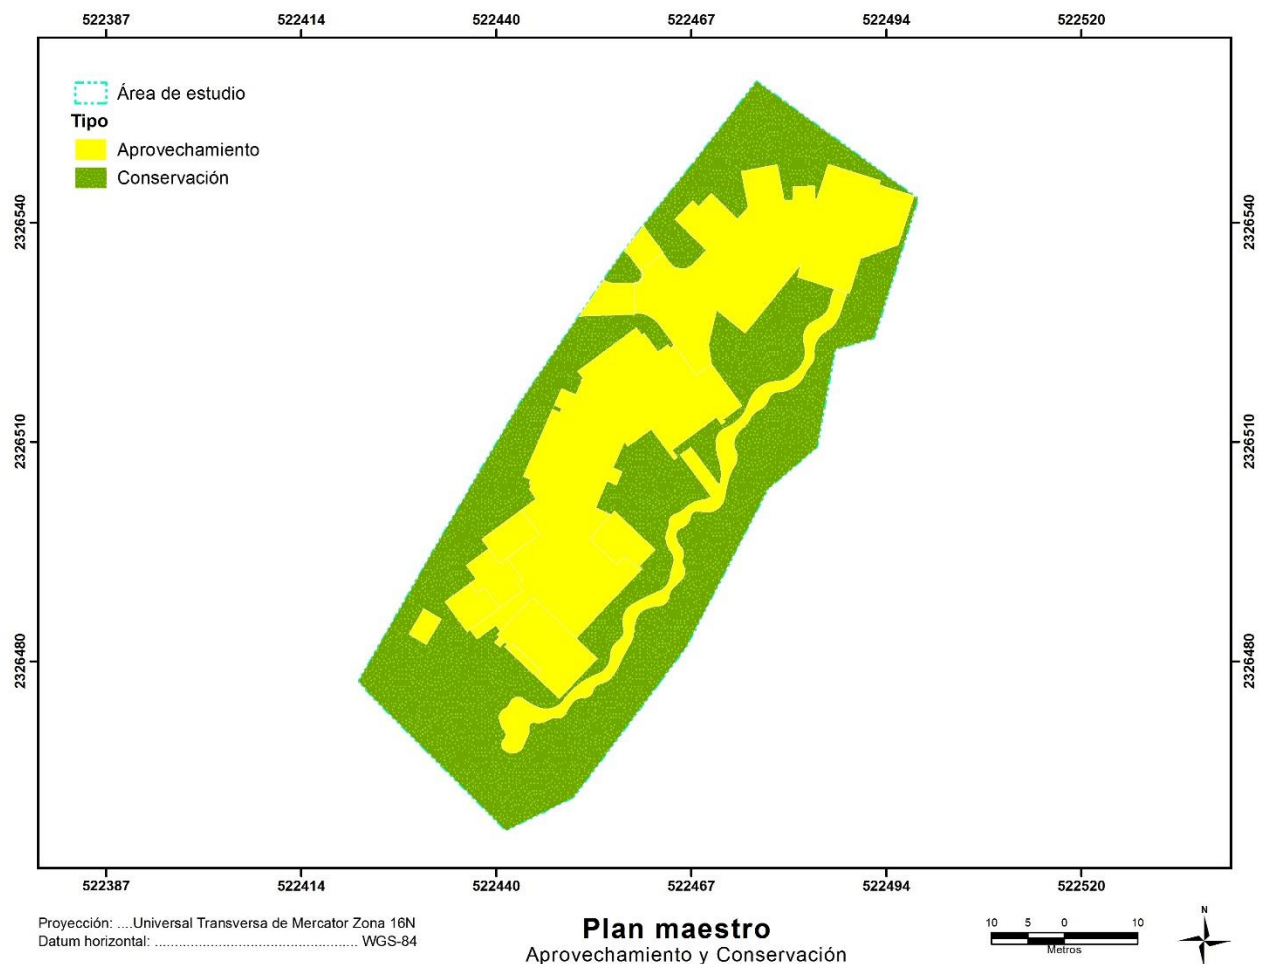 522387 522414 522440 522467 522494 522520
Área de estudio
Tipo
Aprovechamiento
Conservación
2326540 2326540
2326510 2326510
2326480 2326480
522387 522414 522440 522467 522494 522520
Proyección: ....Universal Transversa de Mercator Zona 16N
Datum horizontal: ................................................ WGS-84
Plan maestro
Aprovechamiento y Conservación
10 5 0 10
Metros
N